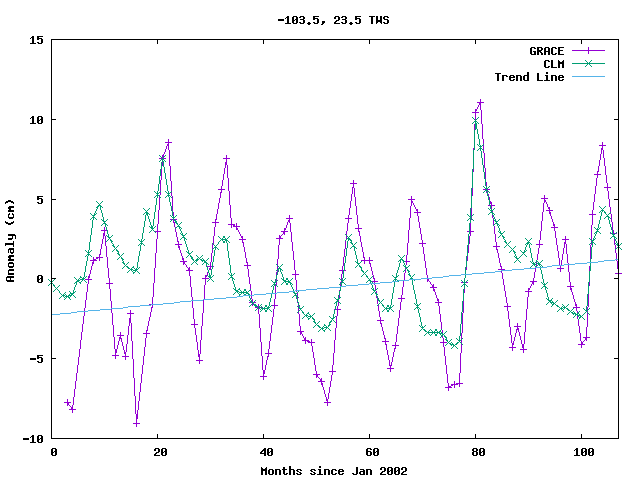 -103.5, 23.5 TWS
GRACE
CLM
Trend Line
15
10
5
0
-5
-10
Anomaly (cm)
0 20 40 60 80 100
Months since Jan 2002